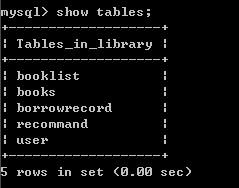 mysql> show tables;
+--------------------+
¦ Tables_in_library ¦
+--------------------+
¦ booklist ¦
¦ books ¦
¦ borrowrecord ¦
¦ recommand ¦
¦ user ¦
+--------------------+
5 rows in set (0.00 sec)